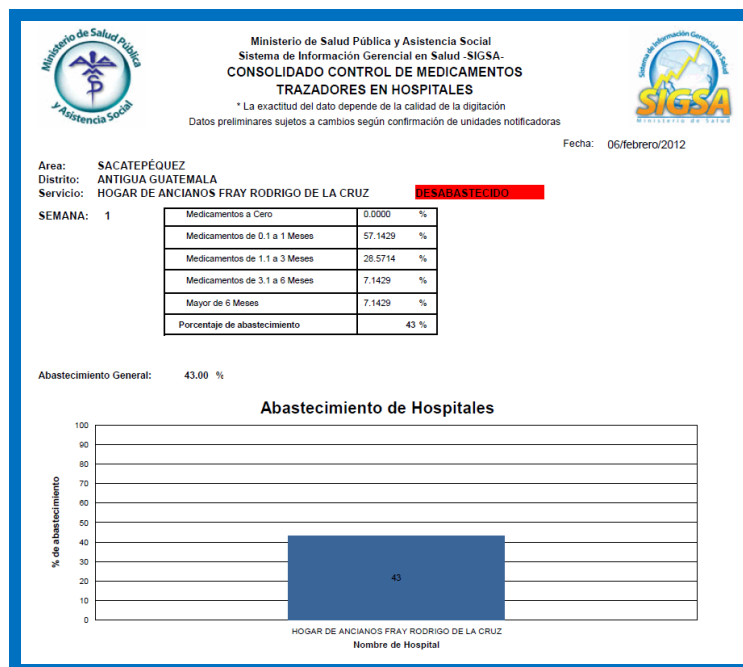 Ministerio de Salud Pública
y Asistencia Social
Ministerio de Salud Pública y Asistencia Social
Sistema de Información Gerencial en Salud -SIGSA-
CONSOLIDADO CONTROL DE MEDICAMENTOS
TRAZADORES EN HOSPITALES
* La exactitud del dato depende de la calidad de la digitación
Datos preliminares sujetos a cambios según confirmación de unidades notificadoras
Sistema de Información Gerencial en Salud
SIGSA
Ministerio de Salud
Fecha: 06/febrero/2012
Area: SACATEPÉQUEZ
Distrito: ANTIGUA GUATEMALA
Servicio: HOGAR DE ANCIANOS FRAY RODRIGO DE LA CRUZ DESABASTECIDO
SEMANA: 1
Medicamentos a Cero 0.0000 %
Medicamentos de 0.1 a 1 Meses 57.1429 %
Medicamentos de 1.1 a 3 Meses 28.5714 %
Medicamentos de 3.1 a 6 Meses 7.1429 %
Mayor de 6 Meses 7.1429 %
Porcentaje de abastecimiento 43 %
Abastecimiento General: 43.00 %
Abastecimiento de Hospitales
% de abastecimiento
100
90
80
70
60
50
40
30
20
10
0
43
HOGAR DE ANCIANOS FRAY RODRIGO DE LA CRUZ
Nombre de Hospital